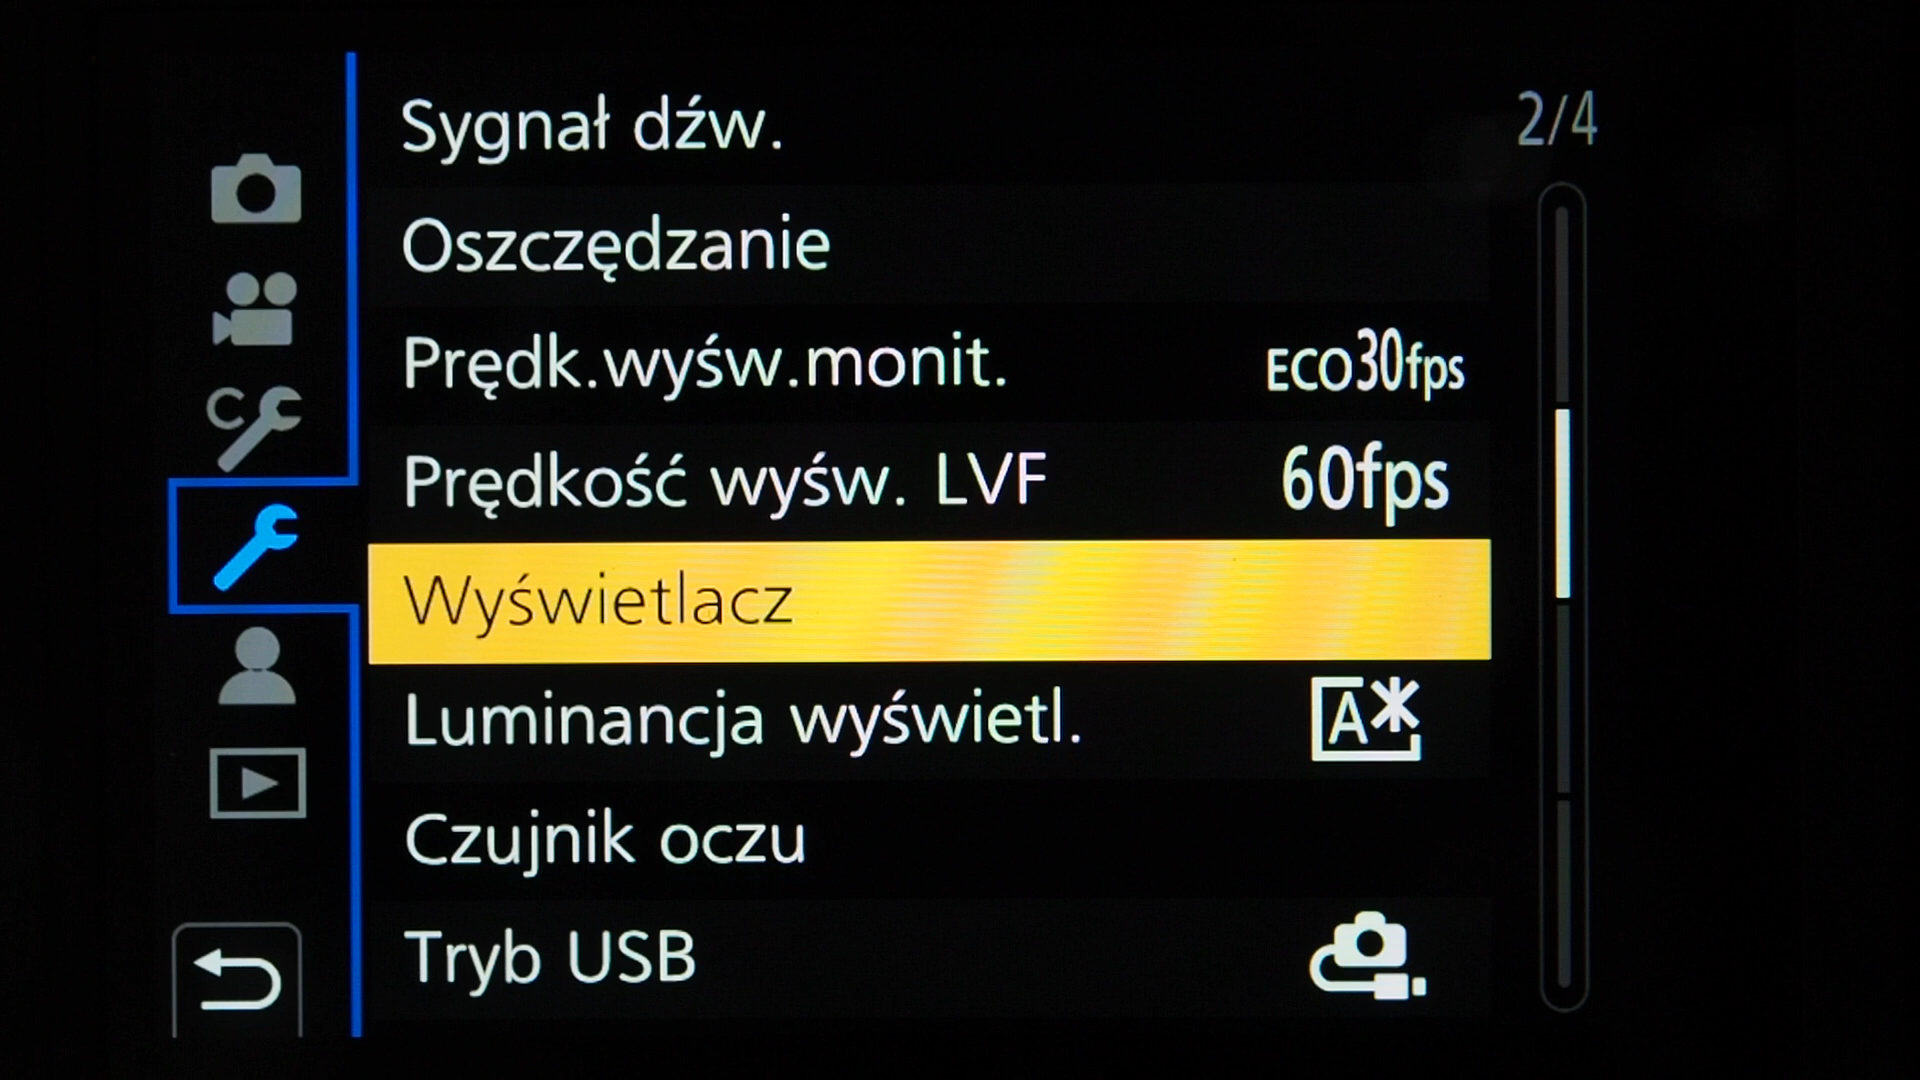 Sygnał dźw.
2/4
Oszczędzanie
Prędk.wyśw.monit. ECO30fps
Prędkość wyśw. LVF 60fps
Wyświetlacz
Luminancja wyświetl. A*
Czujnik oczu
Tryb USB
C